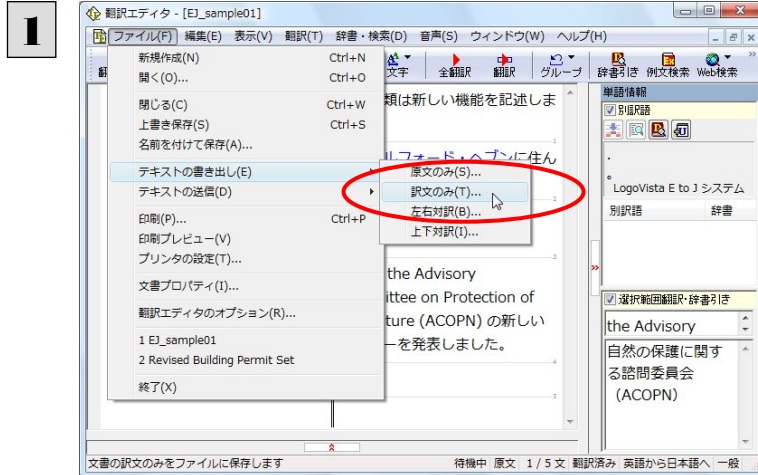 1
翻訳エディタ - [EJ_sample01]
ファイル(F) 編集(E) 表示(V) 翻訳(T) 辞書・検索(D) 音声(S) ウィンドウ(W) ヘルプ(H)
文字 全翻訳 翻訳 グループ 辞書引き 例文検索 Web検索
新規作成(N) Ctrl+N
開く(O)... Ctrl+O
閉じる(C) Ctrl+W
上書き保存(S) Ctrl+S
名前を付けて保存(A)...
テキストの書き出し(E)
テキストの送信(D)
印刷(P)... Ctrl+P
印刷プレビュー(V)
プリンタの設定(T)...
文書プロパティ(I)...
翻訳エディタのオプション(R)...
1 EJ_sample01
2 Revised Building Permit Set
終了(X)
原文のみ(S)...
訳文のみ(T)...
左右対訳(B)...
上下対訳(I)...
類は新しい機能を記述しま
1
ルフォード・ヘブンに住ん
2
3
the Advisory
ittee on Protection of
ture (ACOPN) の新しい
ーを発表しました。
4
5
単語情報
別訳語
.
。
LogoVista E to J システム
別訳語 辞書
選択範囲翻訳・辞書引き
the Advisory
自然の保護に関す
る諮問委員会
(ACOPN)
文書の訳文のみをファイルに保存します 待機中 原文 1 / 5 文 翻訳済み 英語から日本語へ 一般